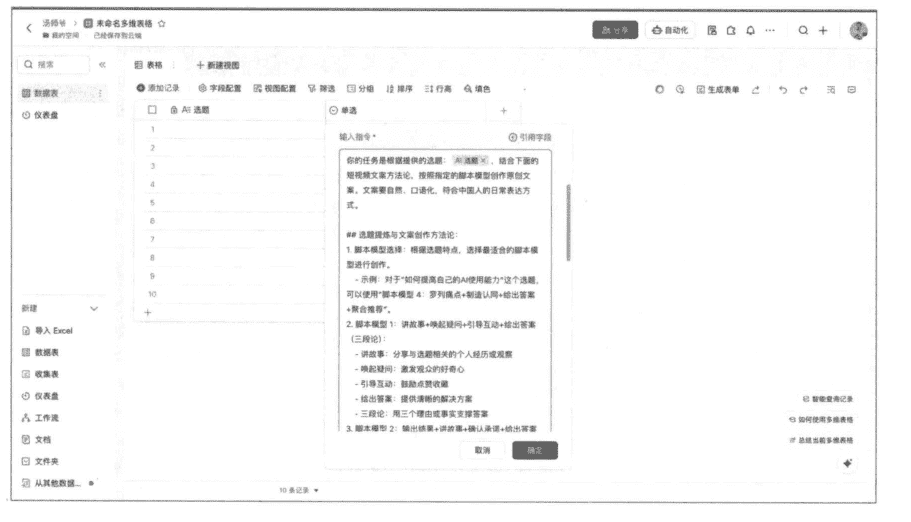 汤师爷 > 未命名多维表格
我的空间 已经保存到云端
分享
自动化
搜索
数据表
仪表盘
表格
+ 新建视图
添加记录
字段配置
视图配置
筛选
分组
排序
行高
填色
生成表单
选题
单选
+
1
2
3
4
5
6
7
8
9
10
+
输入指令*
引用字段
你的任务是根据提供的选题： 选题 × ，结合下面的
短视频文案方法论，按照指定的脚本模型创作原创文
案。文案要自然、口语化，符合中国人的日常表达方
式。
## 选题提炼与文案创作方法论：
1. 脚本模型选择：根据选题特点，选择最适合的脚本模
型进行创作。
- 示例：对于“如何提高自己的AI使用能力”这个选题，
可以使用“脚本模型 4：罗列痛点+制造认同+给出答案
+聚合推荐”。
2. 脚本模型 1：讲故事+唤起疑问+引导互动+给出答案
（三段论）：
- 讲故事：分享与选题相关的个人经历或观察
- 唤起疑问：激发观众的好奇心
- 引导互动：鼓励点赞收藏
- 给出答案：提供清晰的解决方案
- 三段论：用三个理由或事实支撑答案
3. 脚本模型 2：输出结果+讲故事+确认承诺+给出答案
取消
确定
新建
导入 Excel
数据表
收集表
仪表盘
工作流
文档
文件夹
从其他数据...
智能查询记录
如何使用多维表格
总结当前多维表格
10 条记录